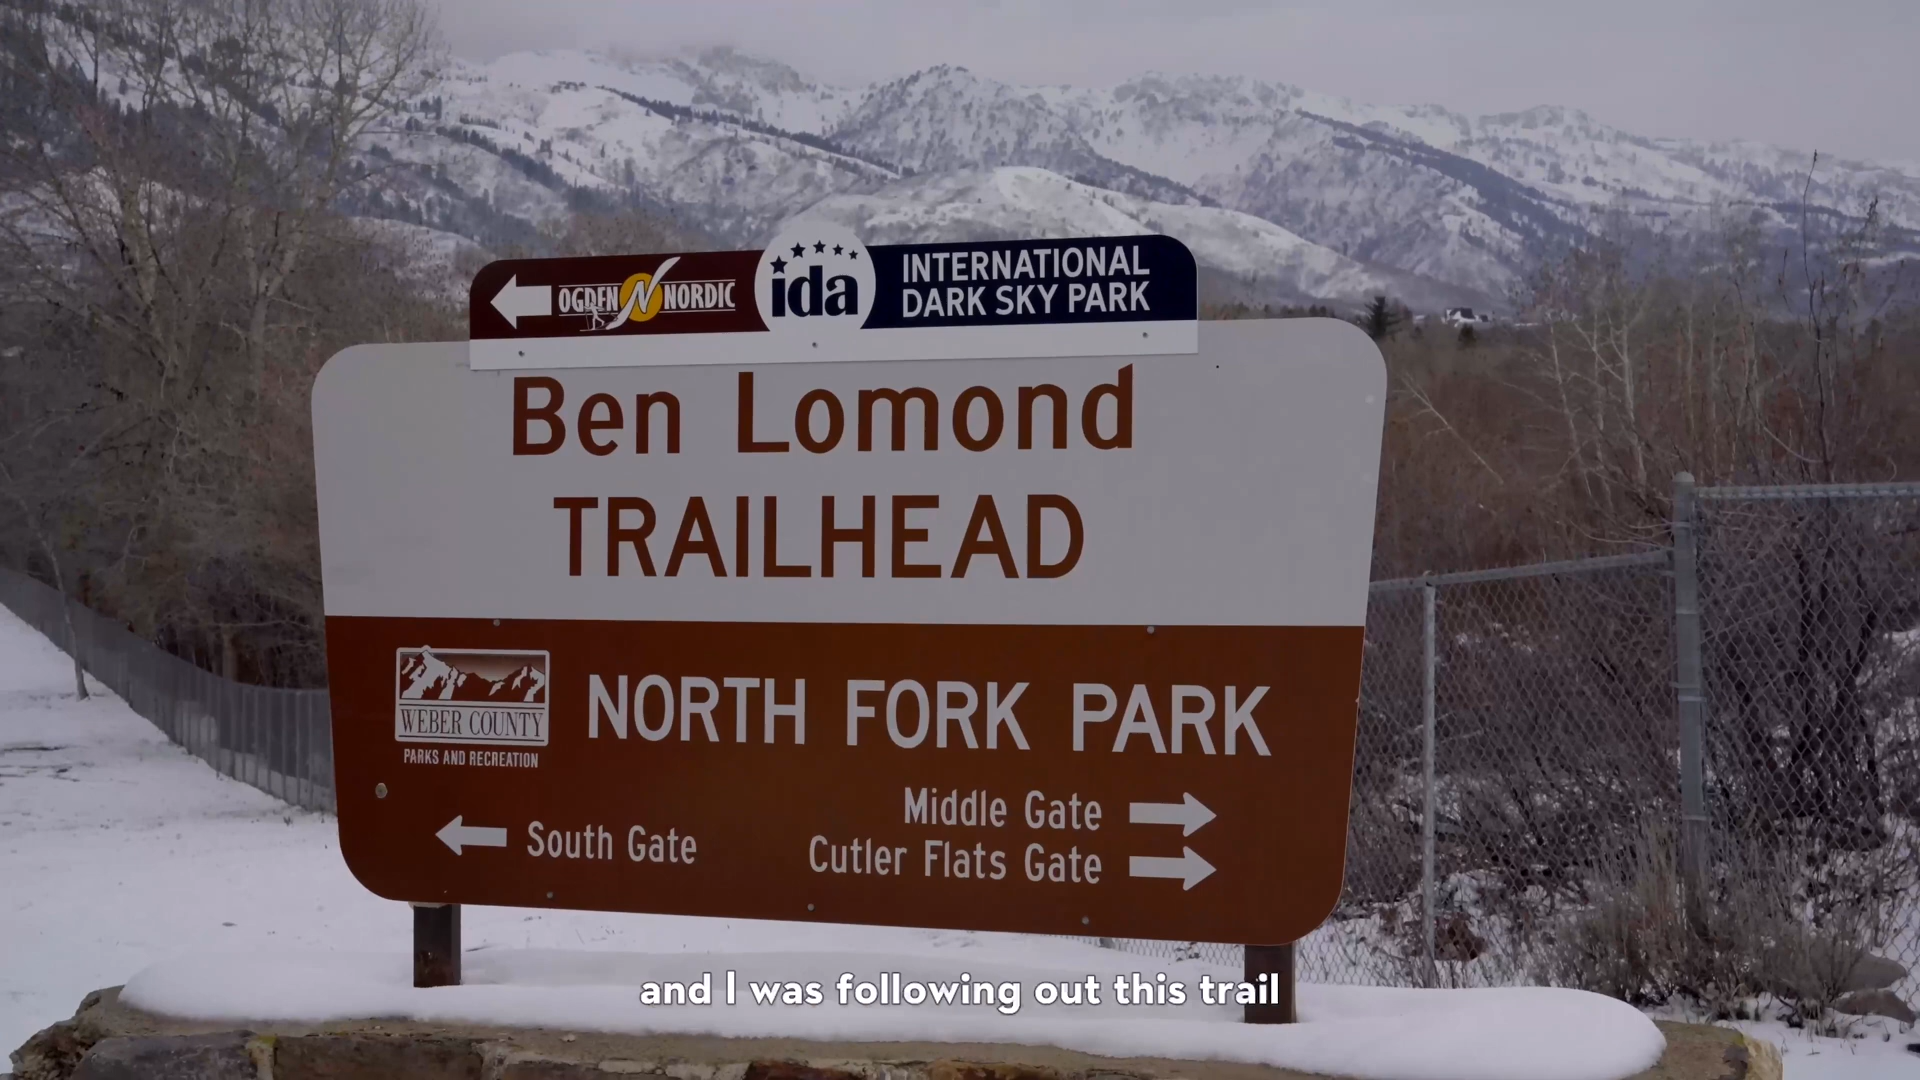 OGDEN N NORDIC
ida
INTERNATIONAL
DARK SKY PARK
Ben Lomond
TRAILHEAD
WEBER COUNTY
PARKS AND RECREATION
NORTH FORK PARK
South Gate
Middle Gate
Cutler Flats Gate
and I was following out this trail